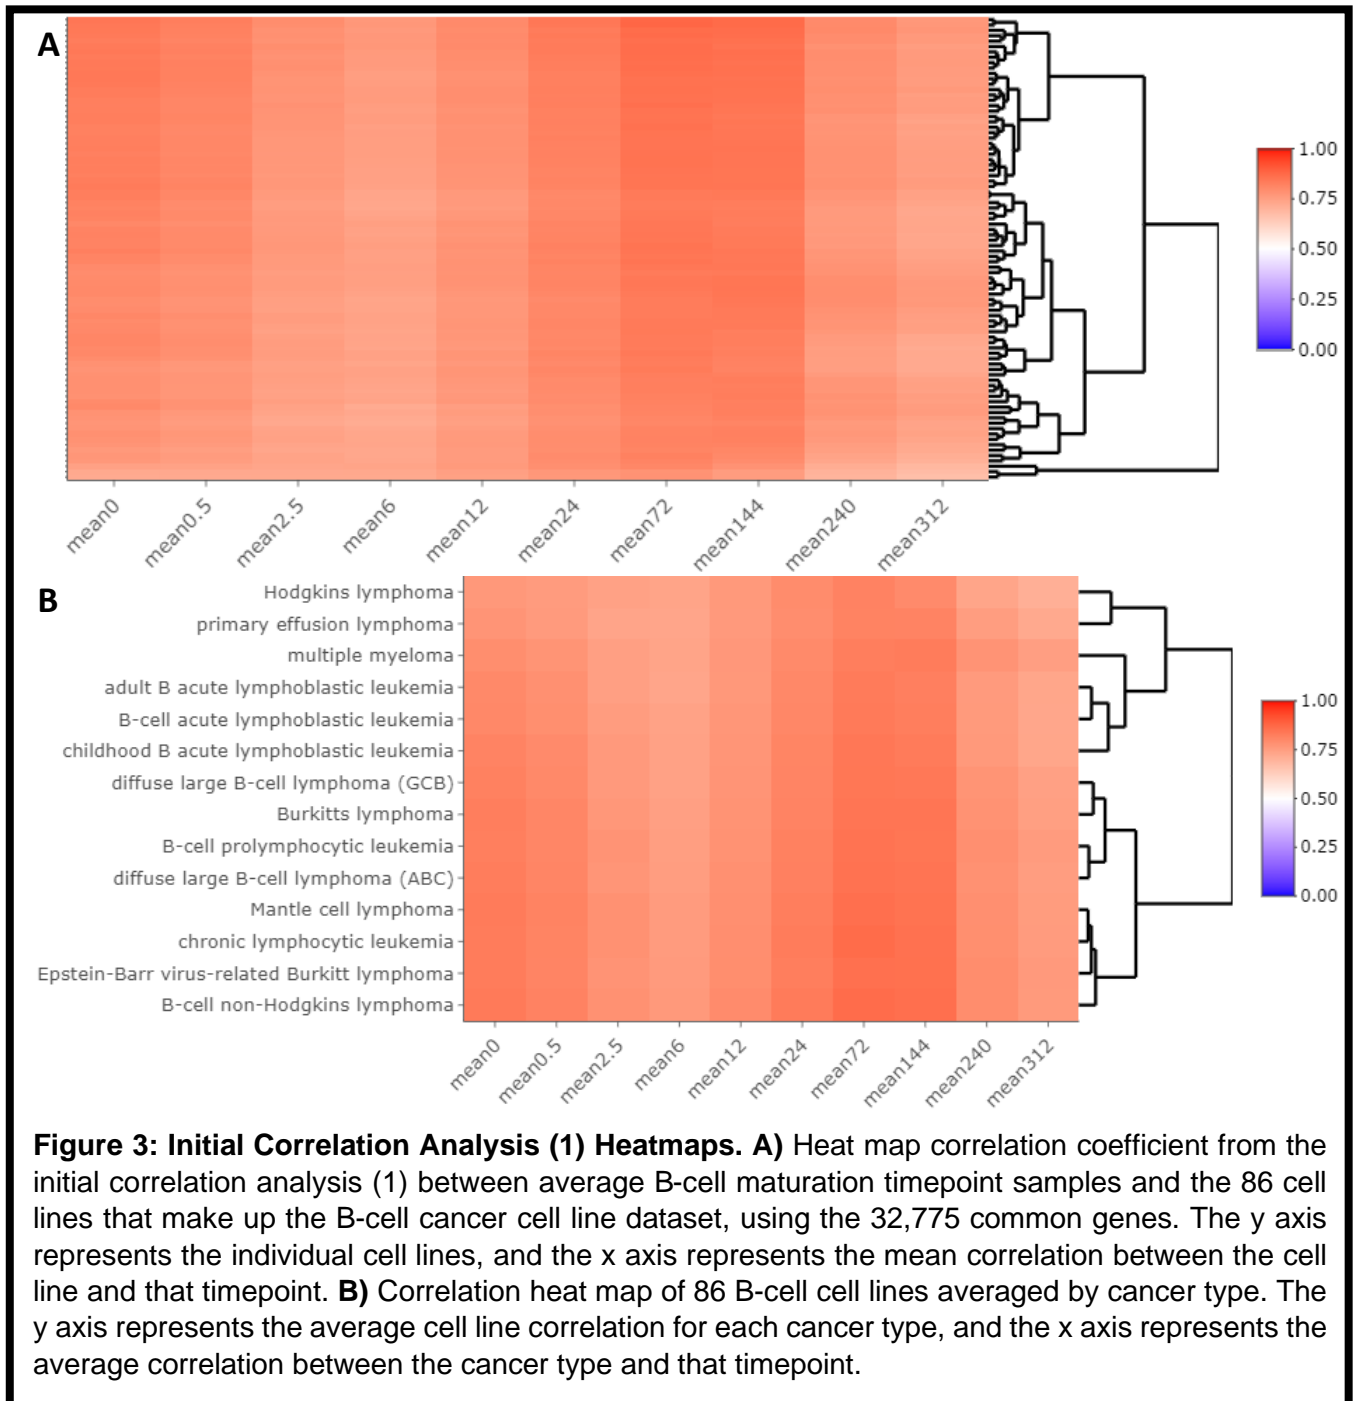 A
1.00
0.75
0.50
0.25
0.00
mean0
mean0.5
mean2.5
mean6
mean12
mean24
mean72
mean144
mean240
mean312
B
Hodgkins lymphoma
primary effusion lymphoma
multiple myeloma
adult B acute lymphoblastic leukemia
B-cell acute lymphoblastic leukemia
childhood B acute lymphoblastic leukemia
diffuse large B-cell lymphoma (GCB)
Burkitts lymphoma
B-cell prolymphocytic leukemia
diffuse large B-cell lymphoma (ABC)
Mantle cell lymphoma
chronic lymphocytic leukemia
Epstein-Barr virus-related Burkitt lymphoma
B-cell non-Hodgkins lymphoma
1.00
0.75
0.50
0.25
0.00
mean0
mean0.5
mean2.5
mean6
mean12
mean24
mean72
mean144
mean240
mean312
Figure 3: Initial Correlation Analysis (1) Heatmaps. A) Heat map correlation coefficient from the
initial correlation analysis (1) between average B-cell maturation timepoint samples and the 86 cell
lines that make up the B-cell cancer cell line dataset, using the 32,775 common genes. The y axis
represents the individual cell lines, and the x axis represents the mean correlation between the cell
line and that timepoint. B) Correlation heat map of 86 B-cell cell lines averaged by cancer type. The
y axis represents the average cell line correlation for each cancer type, and the x axis represents the
average correlation between the cancer type and that timepoint.